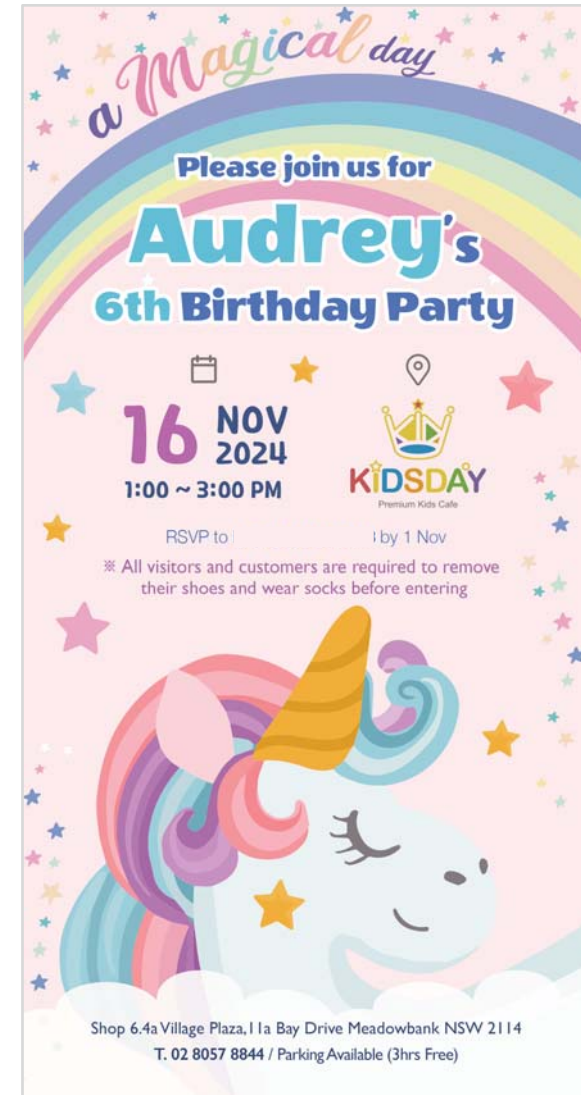 a Magical day
Please join us for
Audrey's
6th Birthday Party
16 NOV
2024
1:00 ~ 3:00 PM
KIDSDAY
Premium Kids Cafe
RSVP to by 1 Nov
※ All visitors and customers are required to remove
their shoes and wear socks before entering
Shop 6.4a Village Plaza, 11a Bay Drive Meadowbank NSW 2114
T. 02 8057 8844 / Parking Available (3hrs Free)